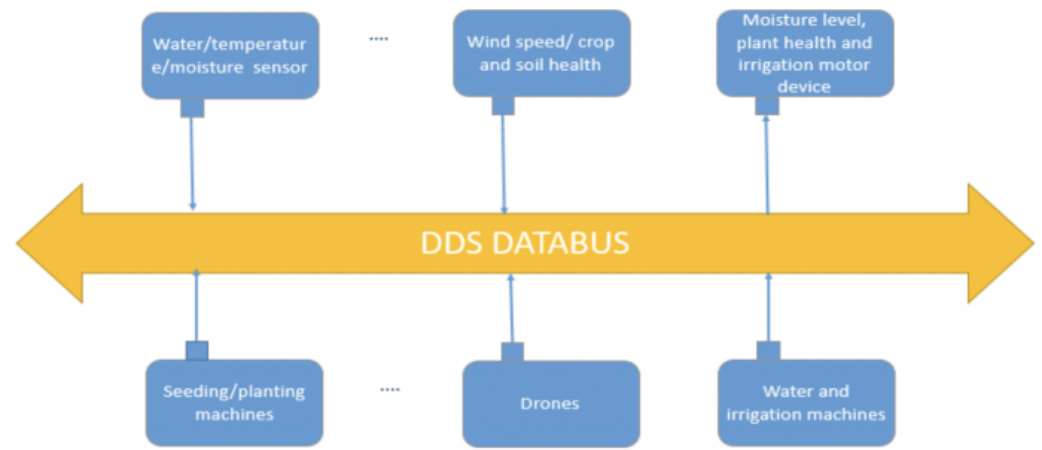 Water/temperatur
e/moisture sensor
....
Wind speed/ crop
and soil health
Moisture level,
plant health and
irrigation motor
device
DDS DATABUS
Seeding/planting
machines
....
Drones
Water and
irrigation machines